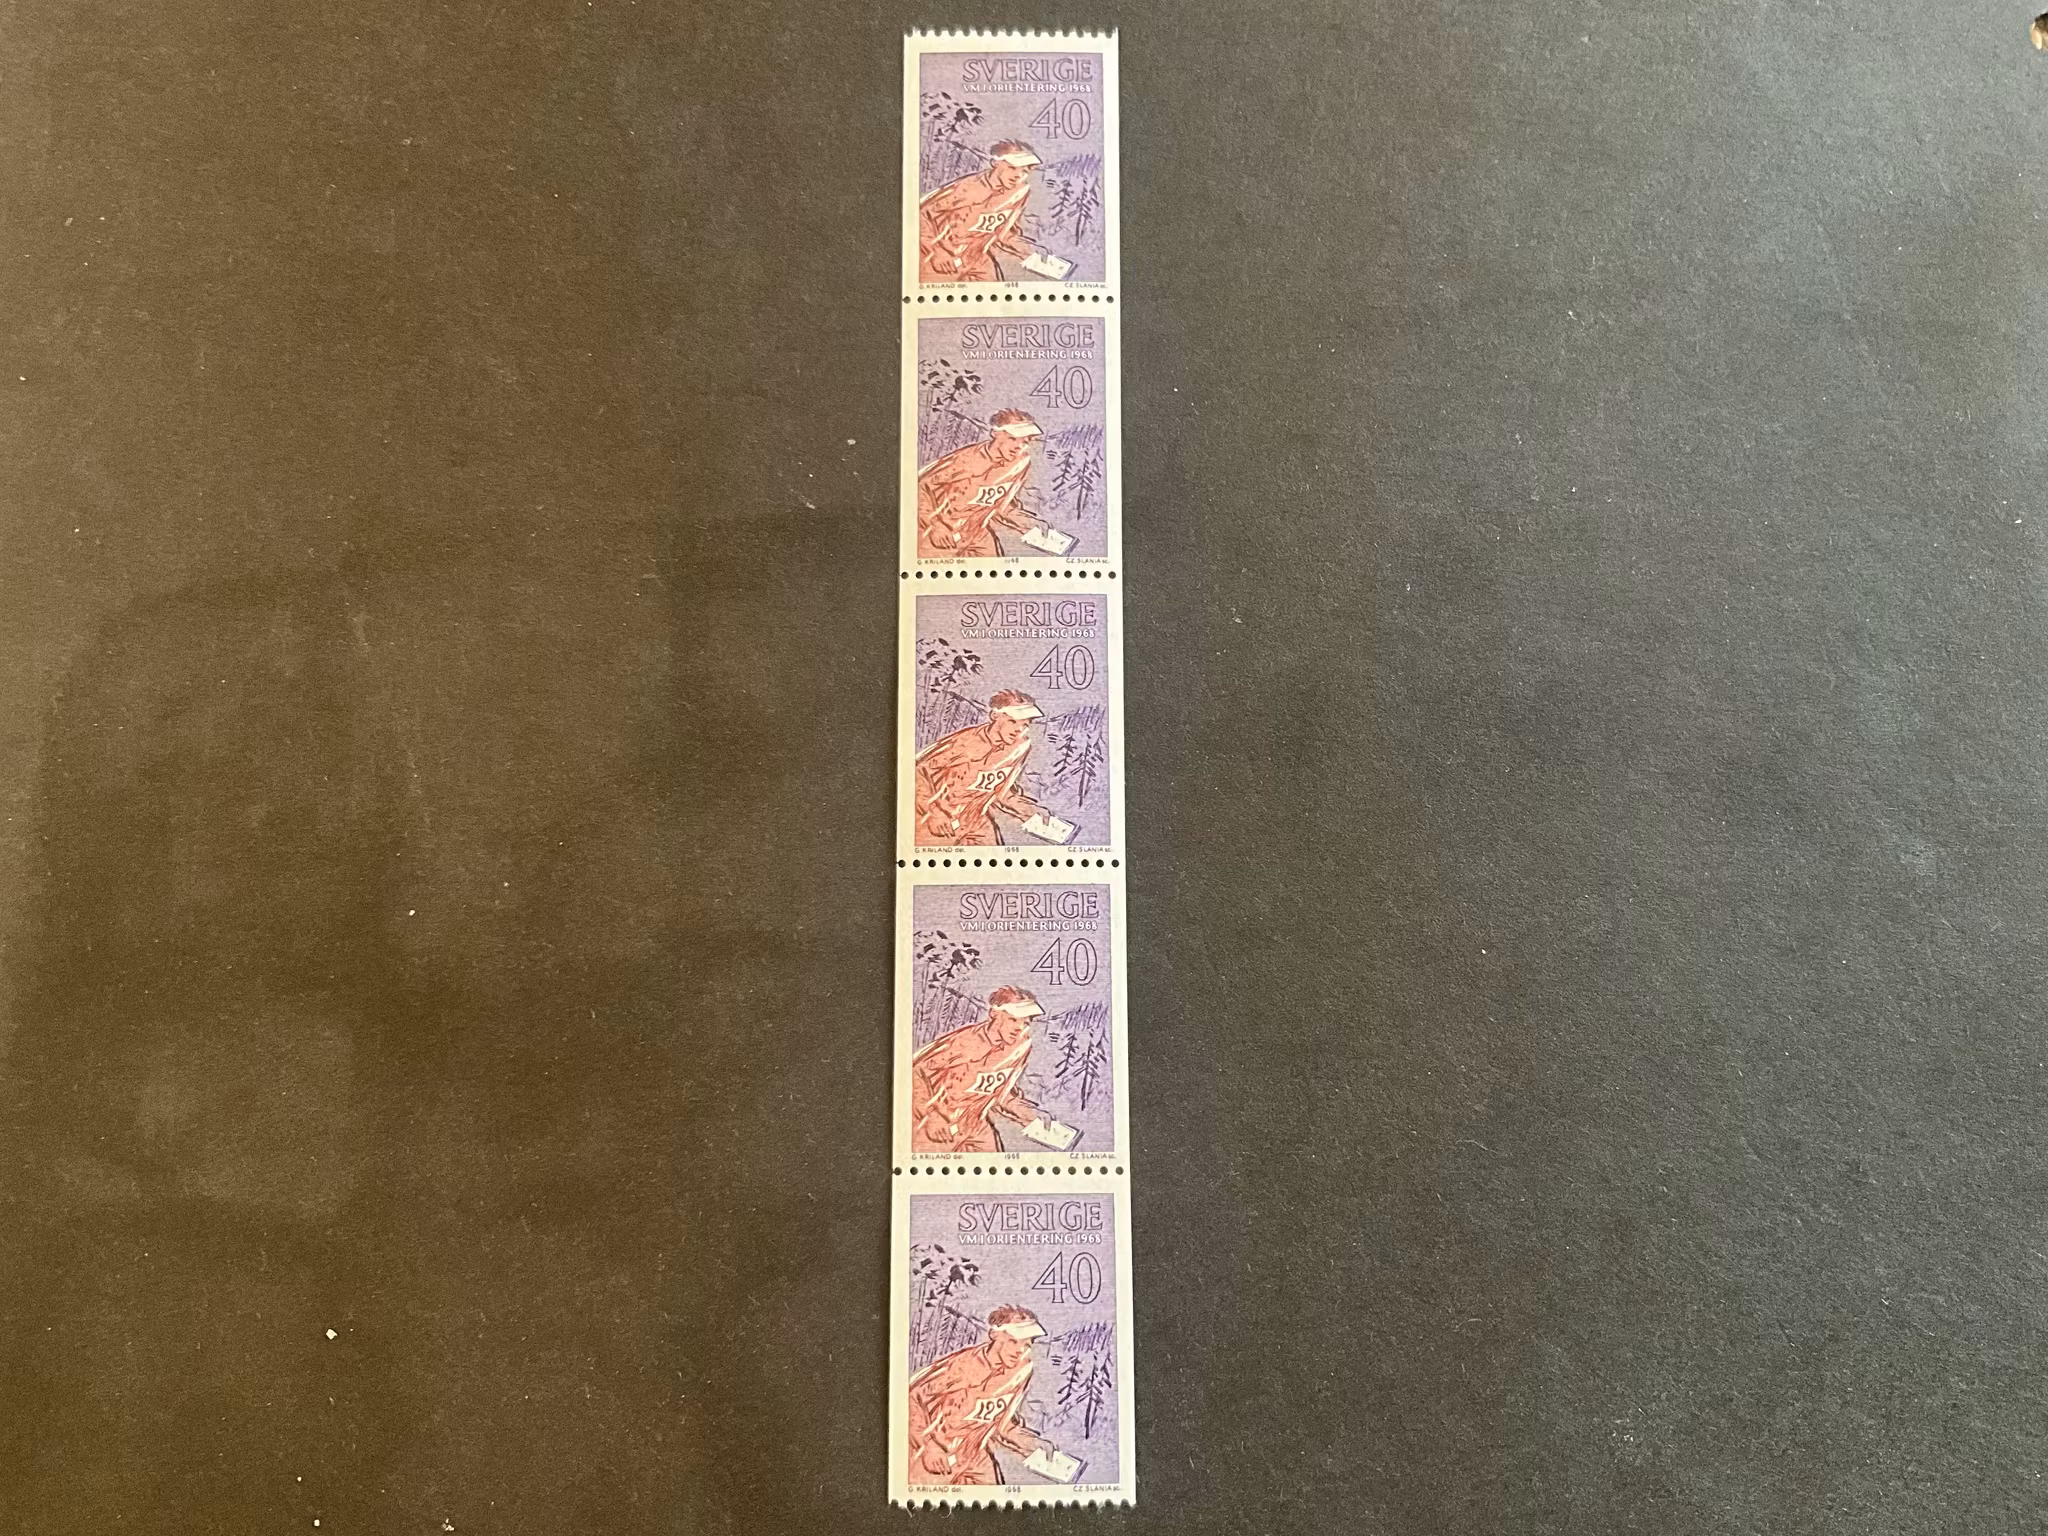 SVERIGE
VM I ORIENTERING 1968
40
122
G. KRILAND del. 1968 CZ. SLANIA sc.
SVERIGE
VM I ORIENTERING 1968
40
122
G. KRILAND del. 1968 CZ. SLANIA sc.
SVERIGE
VM I ORIENTERING 1968
40
122
G. KRILAND del. 1968 CZ. SLANIA sc.
SVERIGE
VM I ORIENTERING 1968
40
122
G. KRILAND del. 1968 CZ. SLANIA sc.
SVERIGE
VM I ORIENTERING 1968
40
122
G. KRILAND del. 1968 CZ. SLANIA sc.